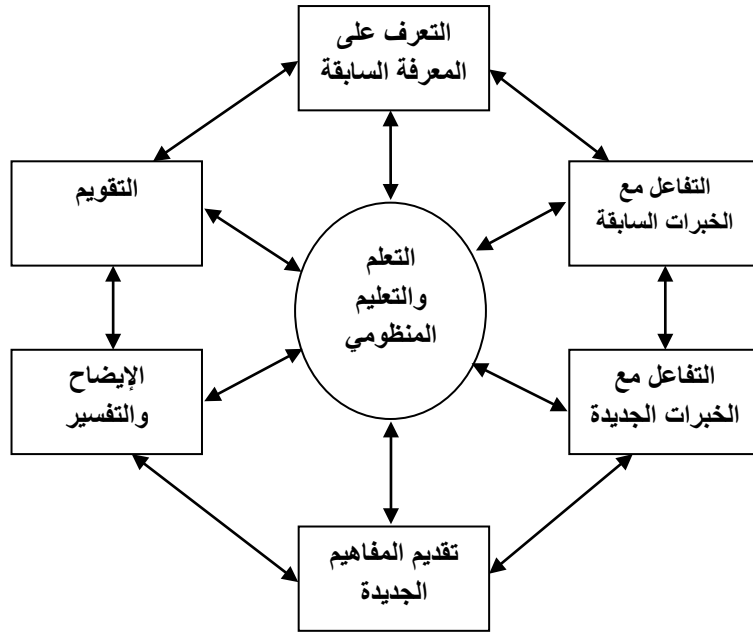 التعرف على
المعرفة السابقة
التفاعل مع
الخبرات السابقة
التقويم
التعلم
والتعليم
المنظومي
التفاعل مع
الخبرات الجديدة
الإيضاح
والتفسير
تقديم المفاهيم
الجديدة